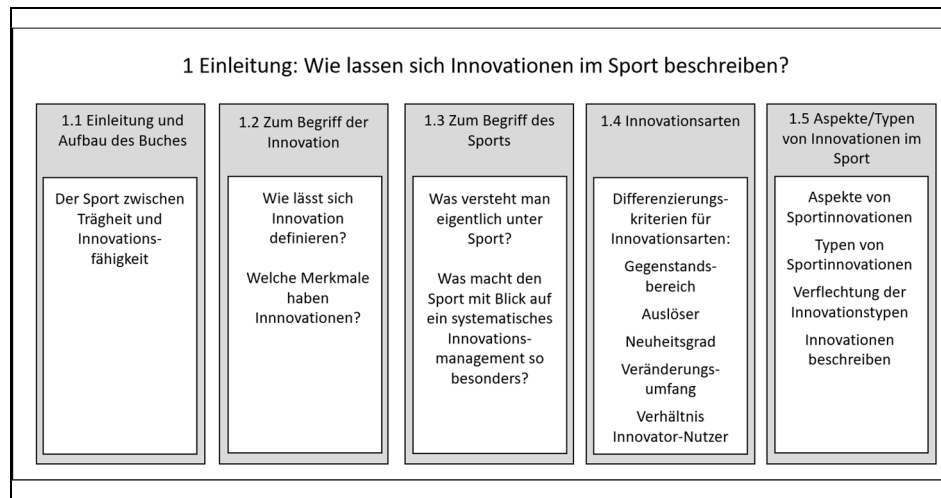 1 Einleitung: Wie lassen sich Innovationen im Sport beschreiben?
1.1 Einleitung und
Aufbau des Buches
Der Sport zwischen
Trägheit und
Innovations-
fähigkeit
1.2 Zum Begriff der
Innovation
Wie lässt sich
Innovation
definieren?
Welche Merkmale
haben
Innnovationen?
1.3 Zum Begriff des
Sports
Was versteht man
eigentlich unter
Sport?
Was macht den
Sport mit Blick auf
ein systematisches
Innovations-
management so
besonders?
1.4 Innovationsarten
Differenzierungs-
kriterien für
Innovationsarten:
Gegenstands-
bereich
Auslöser
Neuheitsgrad
Veränderungs-
umfang
Verhältnis
Innovator-Nutzer
1.5 Aspekte/Typen
von Innovationen im
Sport
Aspekte von
Sportinnovationen
Typen von
Sportinnovationen
Verflechtung der
Innovationstypen
Innovationen
beschreiben